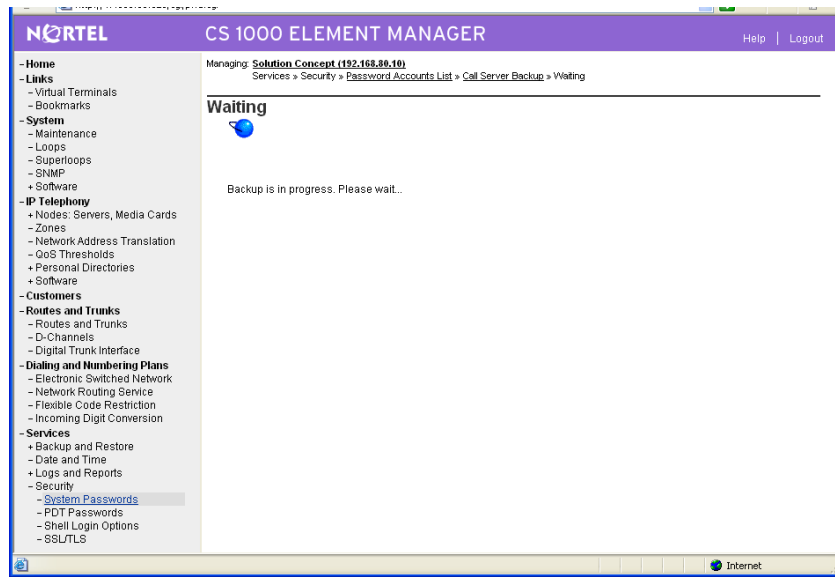 NORTEL
CS 1000 ELEMENT MANAGER
Help | Logout
Managing: Solution Concept (192.168.80.10)
Services » Security » Password Accounts List » Call Server Backup » Waiting
Waiting
Backup is in progress. Please wait...
– Home
– Links
– Virtual Terminals
– Bookmarks
– System
– Maintenance
– Loops
– Superloops
– SNMP
+ Software
– IP Telephony
+ Nodes: Servers, Media Cards
– Zones
– Network Address Translation
– QoS Thresholds
+ Personal Directories
+ Software
– Customers
– Routes and Trunks
– Routes and Trunks
– D-Channels
– Digital Trunk Interface
– Dialing and Numbering Plans
– Electronic Switched Network
– Network Routing Service
– Flexible Code Restriction
– Incoming Digit Conversion
– Services
+ Backup and Restore
– Date and Time
+ Logs and Reports
– Security
– System Passwords
– PDT Passwords
– Shell Login Options
– SSL/TLS
Internet